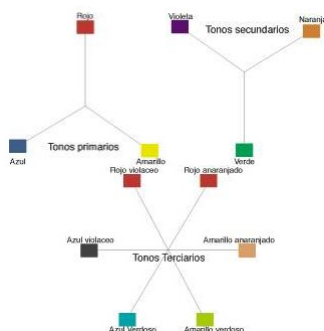 Rojo
Violeta
Naranja
Tonos secundarios
Tonos primarios
Azul
Amarillo
Verde
Rojo violaceo
Rojo anaranjado
Azul violaceo
Amarillo anaranjado
Tonos Terciarios
Azul Verdoso
Amarillo verdoso